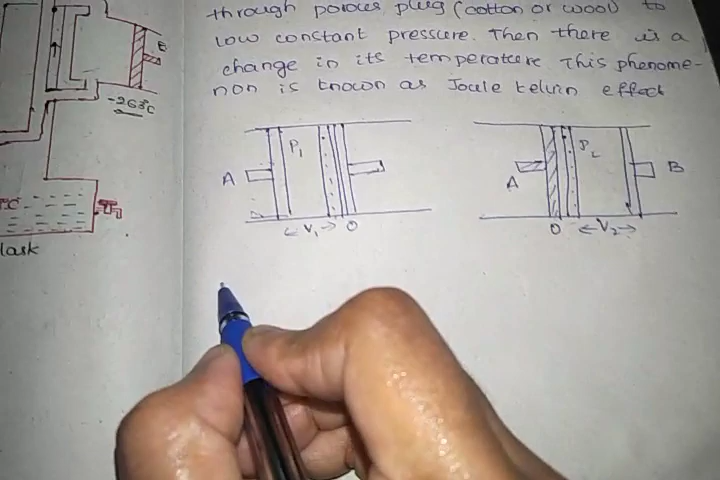 through porous plug (cotton or wool) to
low constant pressure. Then there is a
change in its temperature This phenome-
non is known as Joule kelvin effect
B
-263°C
P1
A
← V1 → O
P2
A
B
O ← V2 →
°C
lask